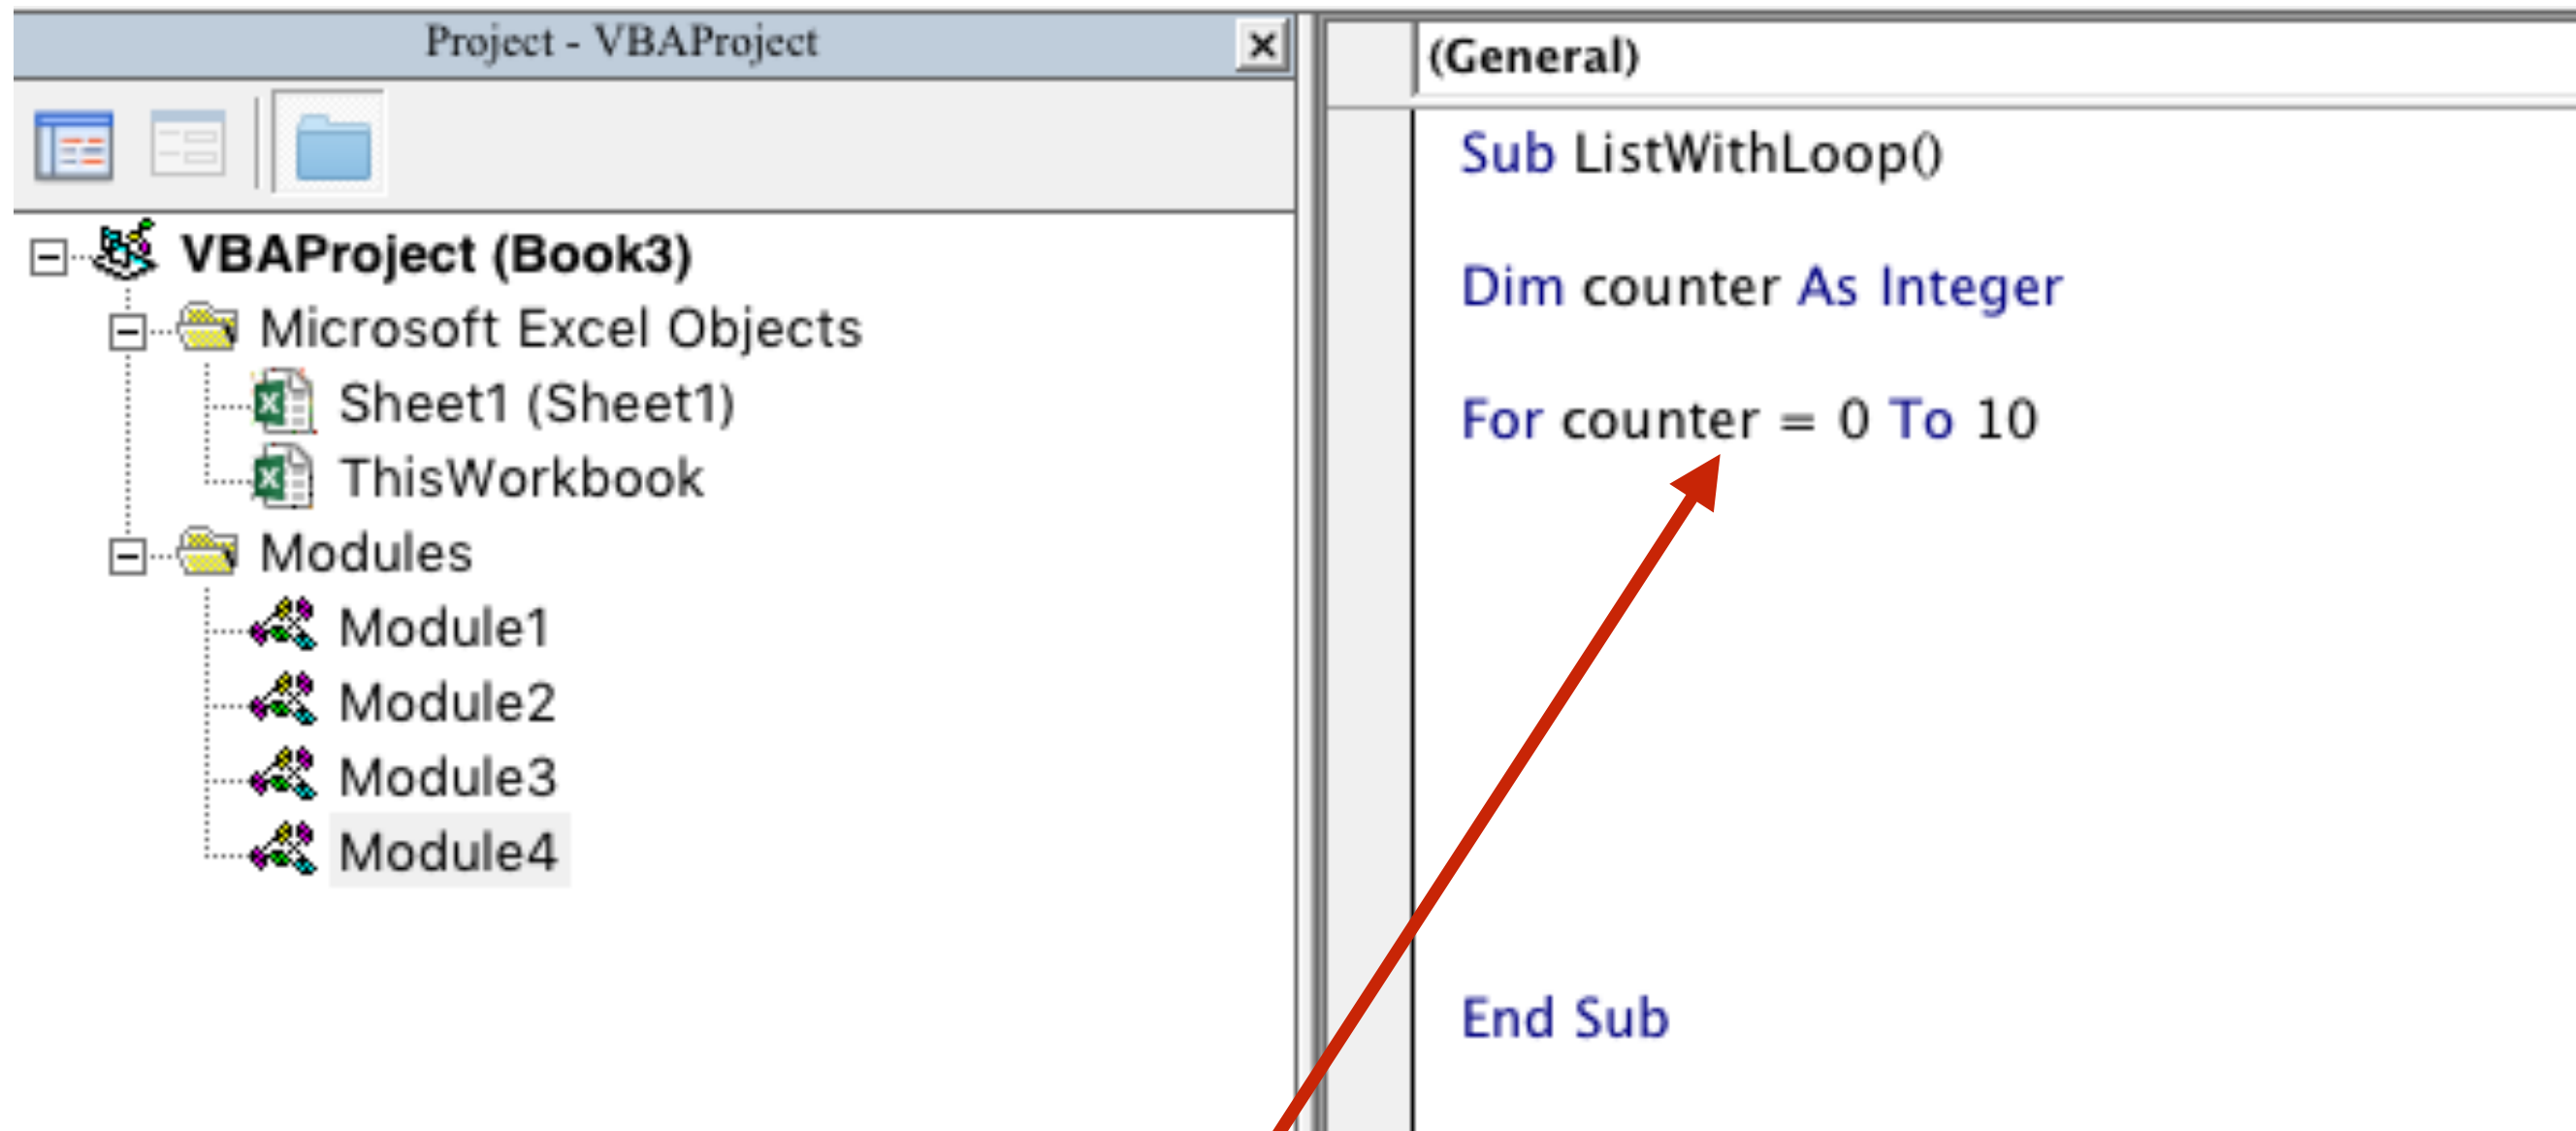 Project - VBAProject
VBAProject (Book3)
Microsoft Excel Objects
Sheet1 (Sheet1)
ThisWorkbook
Modules
Module1
Module2
Module3
Module4
(General)
Sub ListWithLoop()
Dim counter As Integer
For counter = 0 To 10
End Sub